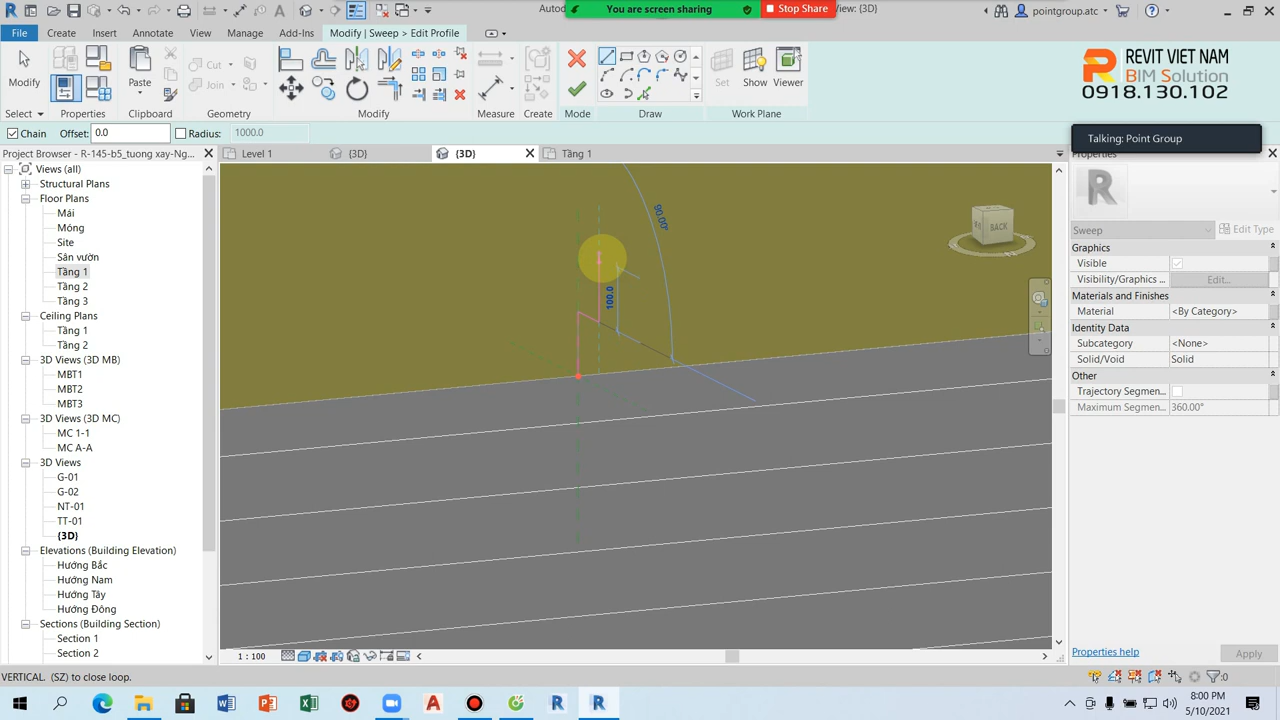 Autod
You are screen sharing
Stop Share
View: {3D}
pointgroup.atc
File
Create
Insert
Annotate
View
Manage
Add-Ins
Modify | Sweep > Edit Profile
Modify
Paste
Cut
Join
Set
Show
Viewer
Select
Properties
Clipboard
Geometry
Modify
Measure
Create
Mode
Draw
Work Plane
REVIT VIET NAM
BIM Solution
0918.130.102
Chain
Offset: 0.0
Radius: 1000.0
Talking: Point Group
Project Browser - R-145-b5_tuong xay-Ng...
Level 1
{3D}
{3D}
Tầng 1
Properties
Views (all)
Structural Plans
Floor Plans
Mái
Móng
Site
Sân vườn
Tầng 1
Tầng 2
Tầng 3
Ceiling Plans
Tầng 1
Tầng 2
3D Views (3D MB)
MBT1
MBT2
MBT3
3D Views (3D MC)
MC 1-1
MC A-A
3D Views
G-01
G-02
NT-01
TT-01
{3D}
Elevations (Building Elevation)
Hướng Bắc
Hướng Nam
Hướng Tây
Hướng Đông
Sections (Building Section)
Section 1
Section 2
90.00°
100.0
BACK
R
Sweep
Edit Type
Graphics
Visible
Visibility/Graphics ...
Edit...
Materials and Finishes
Material
<By Category>
Identity Data
Subcategory
<None>
Solid/Void
Solid
Other
Trajectory Segmen...
Maximum Segmen...
360.00°
Properties help
Apply
1 : 100
VERTICAL. (SZ) to close loop.
:0
8:00 PM
5/10/2021